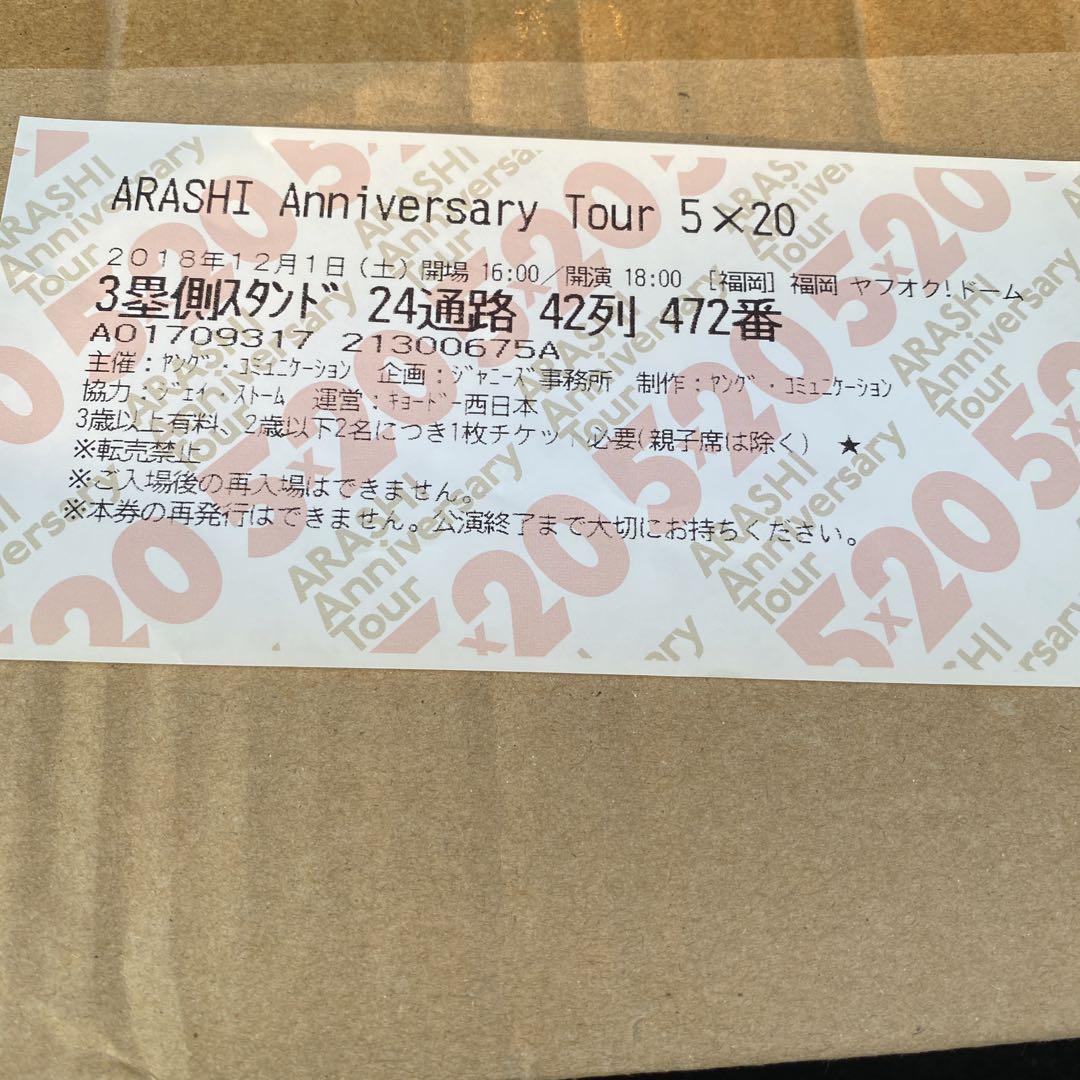 ARASHI Anniversary Tour 5×20
2018年12月1日(土) 開場 16:00/開演 18:00 [福岡] 福岡 ヤフオク!ドーム
3塁側ｽﾀﾝﾄﾞ 24通路 42列 472番
A01709317 21300675A
主催:ﾔﾝｸﾞ・ｺﾐｭﾆｹｰｼｮﾝ 企画:ｼﾞｬﾆｰｽﾞ事務所 制作:ﾔﾝｸﾞ・ｺﾐｭﾆｹｰｼｮﾝ
協力:ｼﾞｪｲ・ｽﾄｰﾑ 運営:ｷｮｰﾄﾞｰ西日本
3歳以上有料、2歳以下2名につき1枚チケット必要(親子席は除く) ★
※転売禁止
※ご入場後の再入場はできません。
※本券の再発行はできません。公演終了まで大切にお持ちください。
5×20
ARASHI
Anniversary
Tour